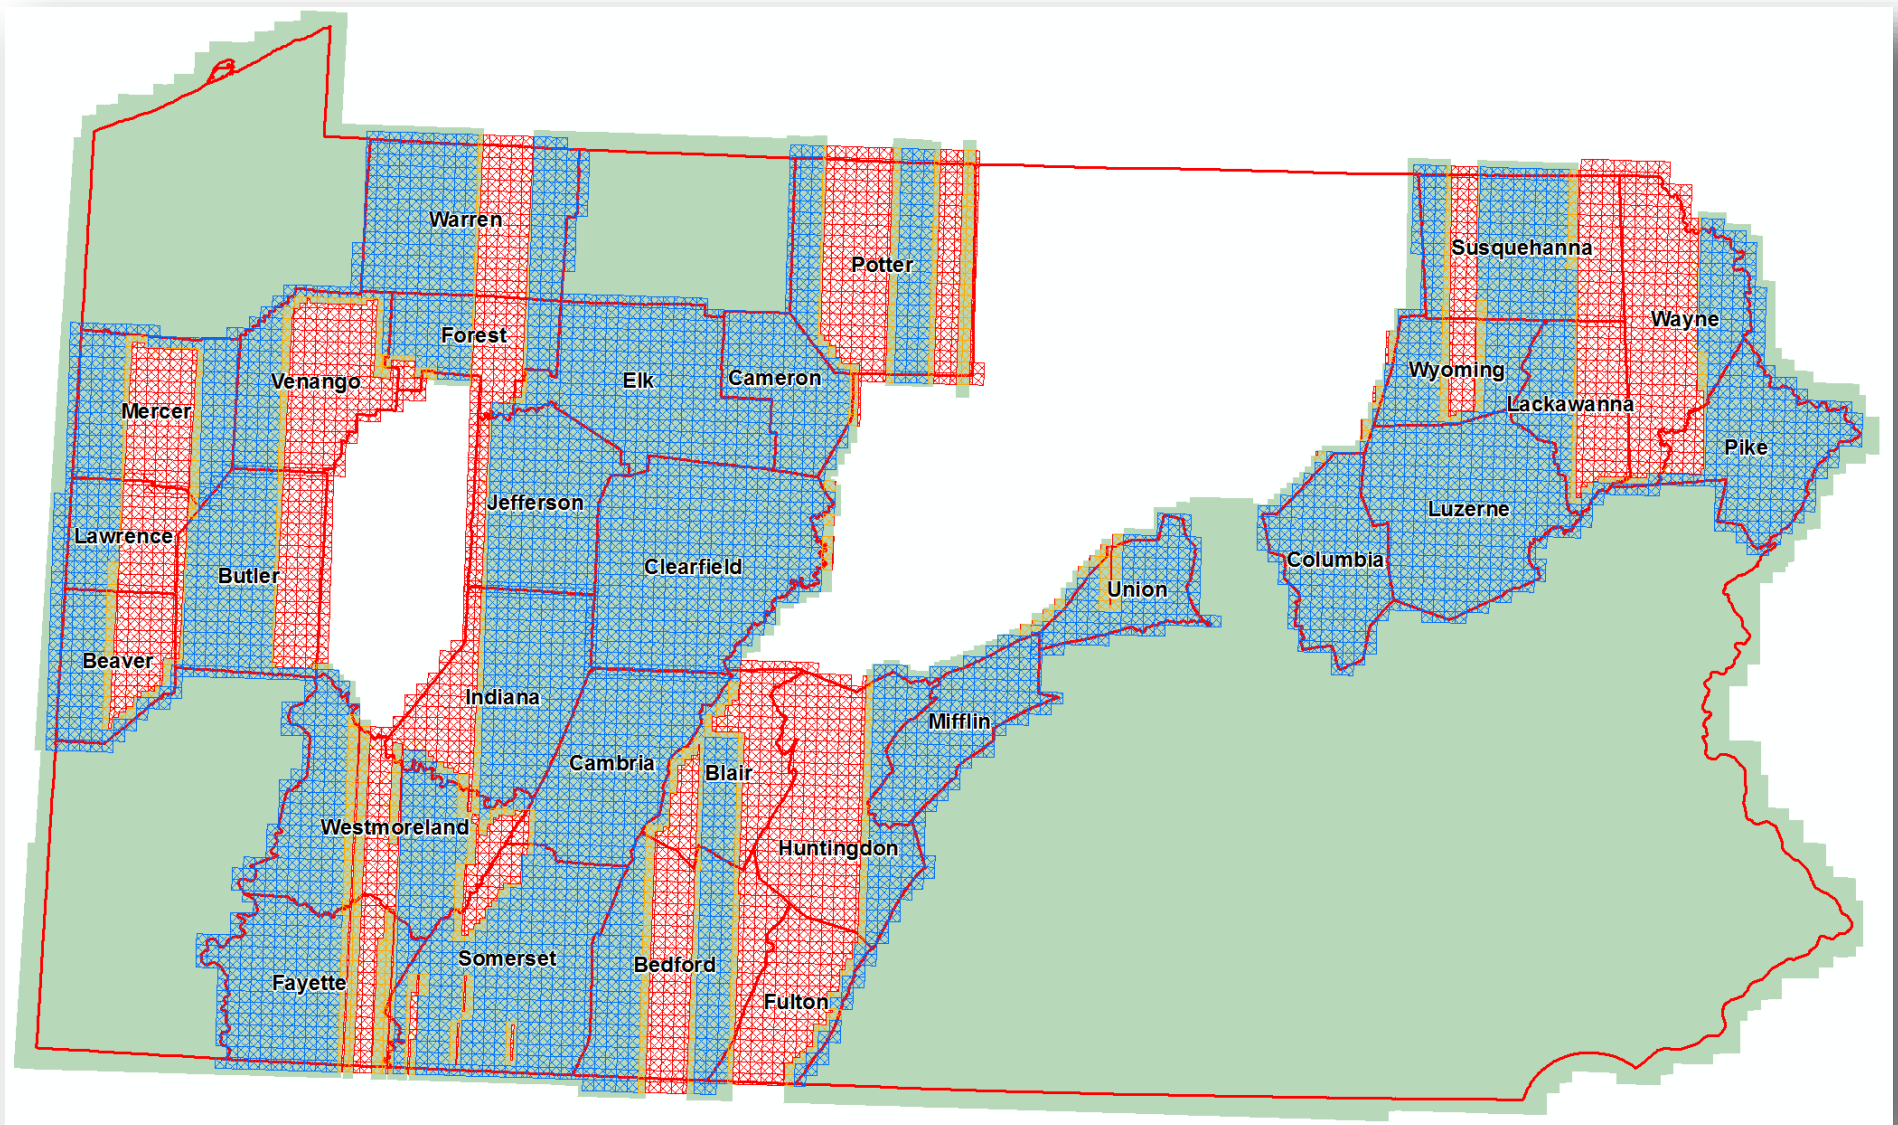 Warren
Potter
Susquehanna
Forest
Wayne
Venango
Elk
Cameron
Wyoming
Mercer
Lackawanna
Pike
Jefferson
Luzerne
Lawrence
Clearfield
Columbia
Butler
Union
Beaver
Indiana
Mifflin
Cambria
Blair
Westmoreland
Huntingdon
Somerset
Bedford
Fayette
Fulton